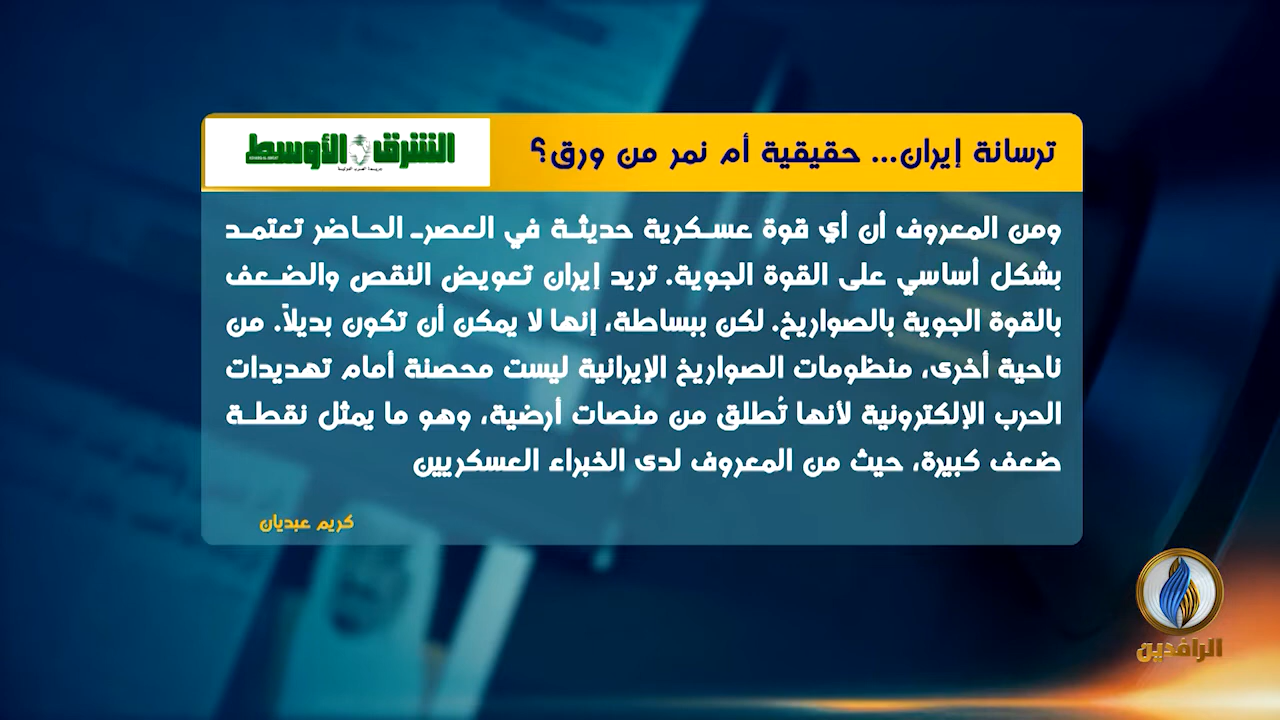 ترسانة إيران... حقيقية أم نمر من ورق؟
الشرق الأوسط
جريدة العرب الدولية
ومن المعروف أن أي قوة عسكرية حديثة في العصر الحاضر تعتمد
بشكل أساسي على القوة الجوية. تريد إيران تعويض النقص والضعف
بالقوة الجوية بالصواريخ. لكن ببساطة، إنها لا يمكن أن تكون بديلاً. من
ناحية أخرى، منظومات الصواريخ الإيرانية ليست محصنة أمام تهديدات
الحرب الإلكترونية لأنها تُطلق من منصات أرضية، وهو ما يمثل نقطة
ضعف كبيرة، حيث من المعروف لدى الخبراء العسكريين
كريم عبديان
الرافدين